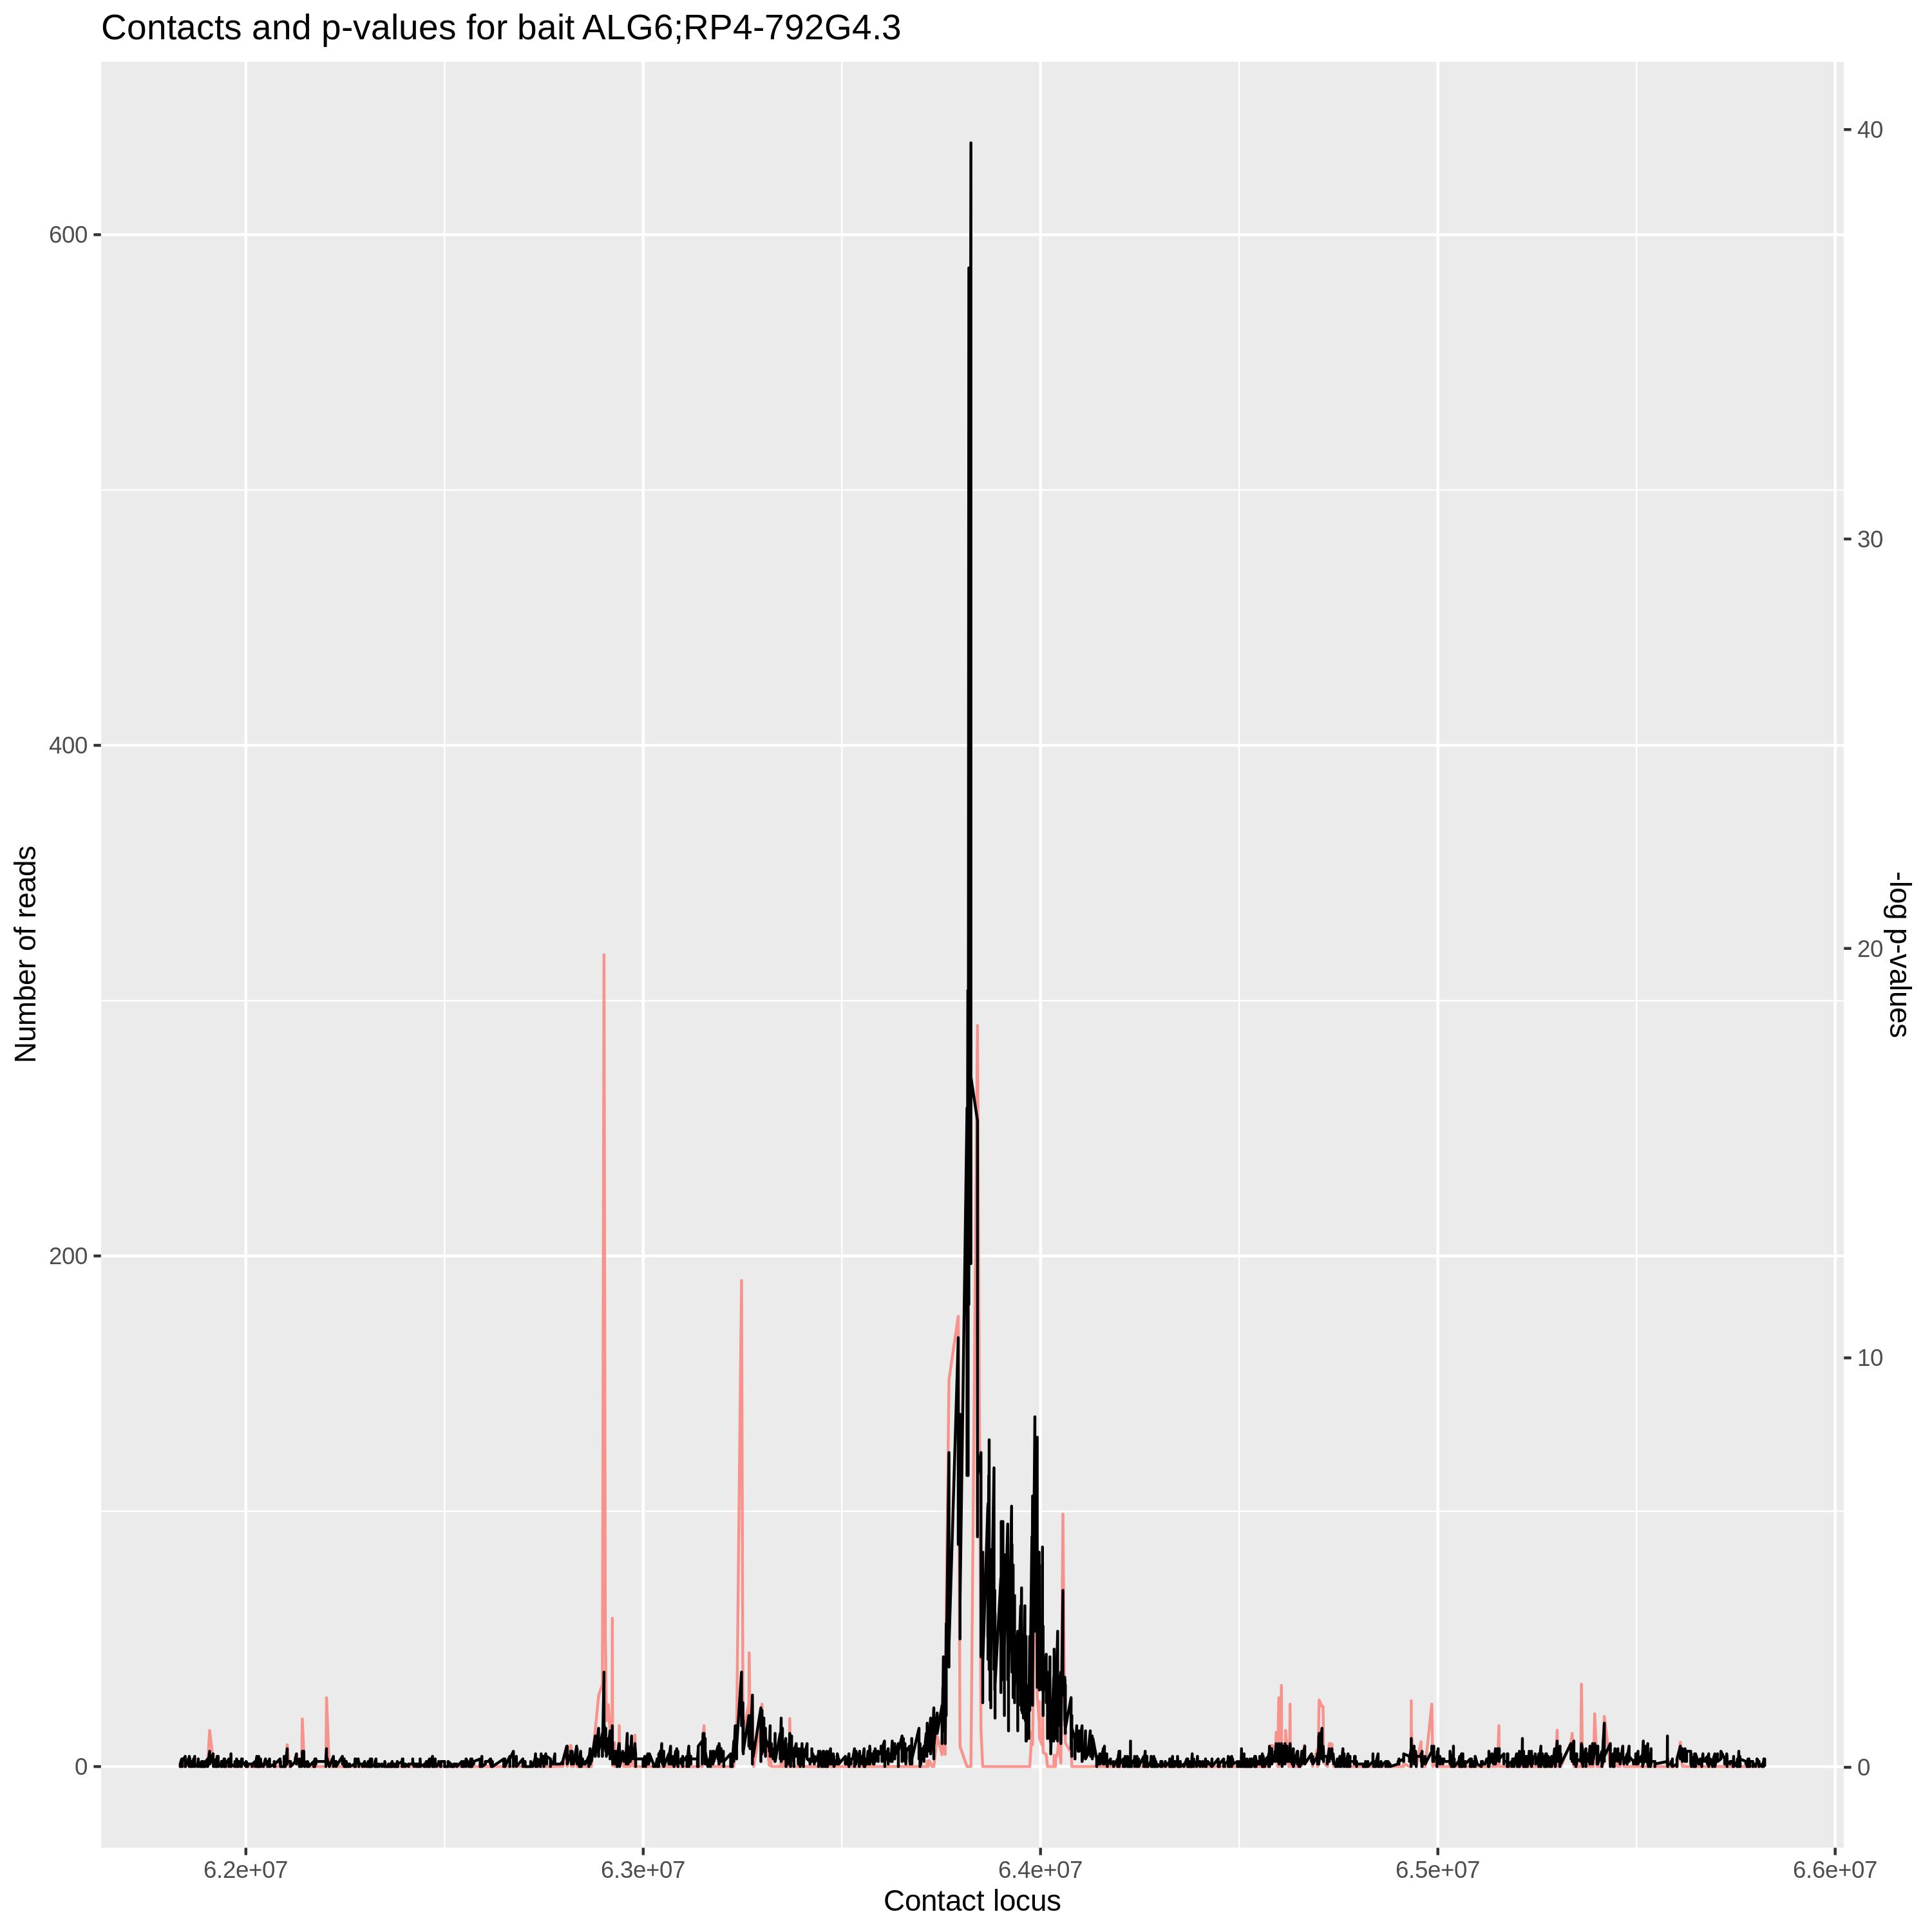 Contacts and p-values for bait ALG6;RP4-792G4.3
Number of reads
600
400
200
0
40
30
20
10
0
-log p-values
6.2e+07
6.3e+07
6.4e+07
6.5e+07
6.6e+07
Contact locus